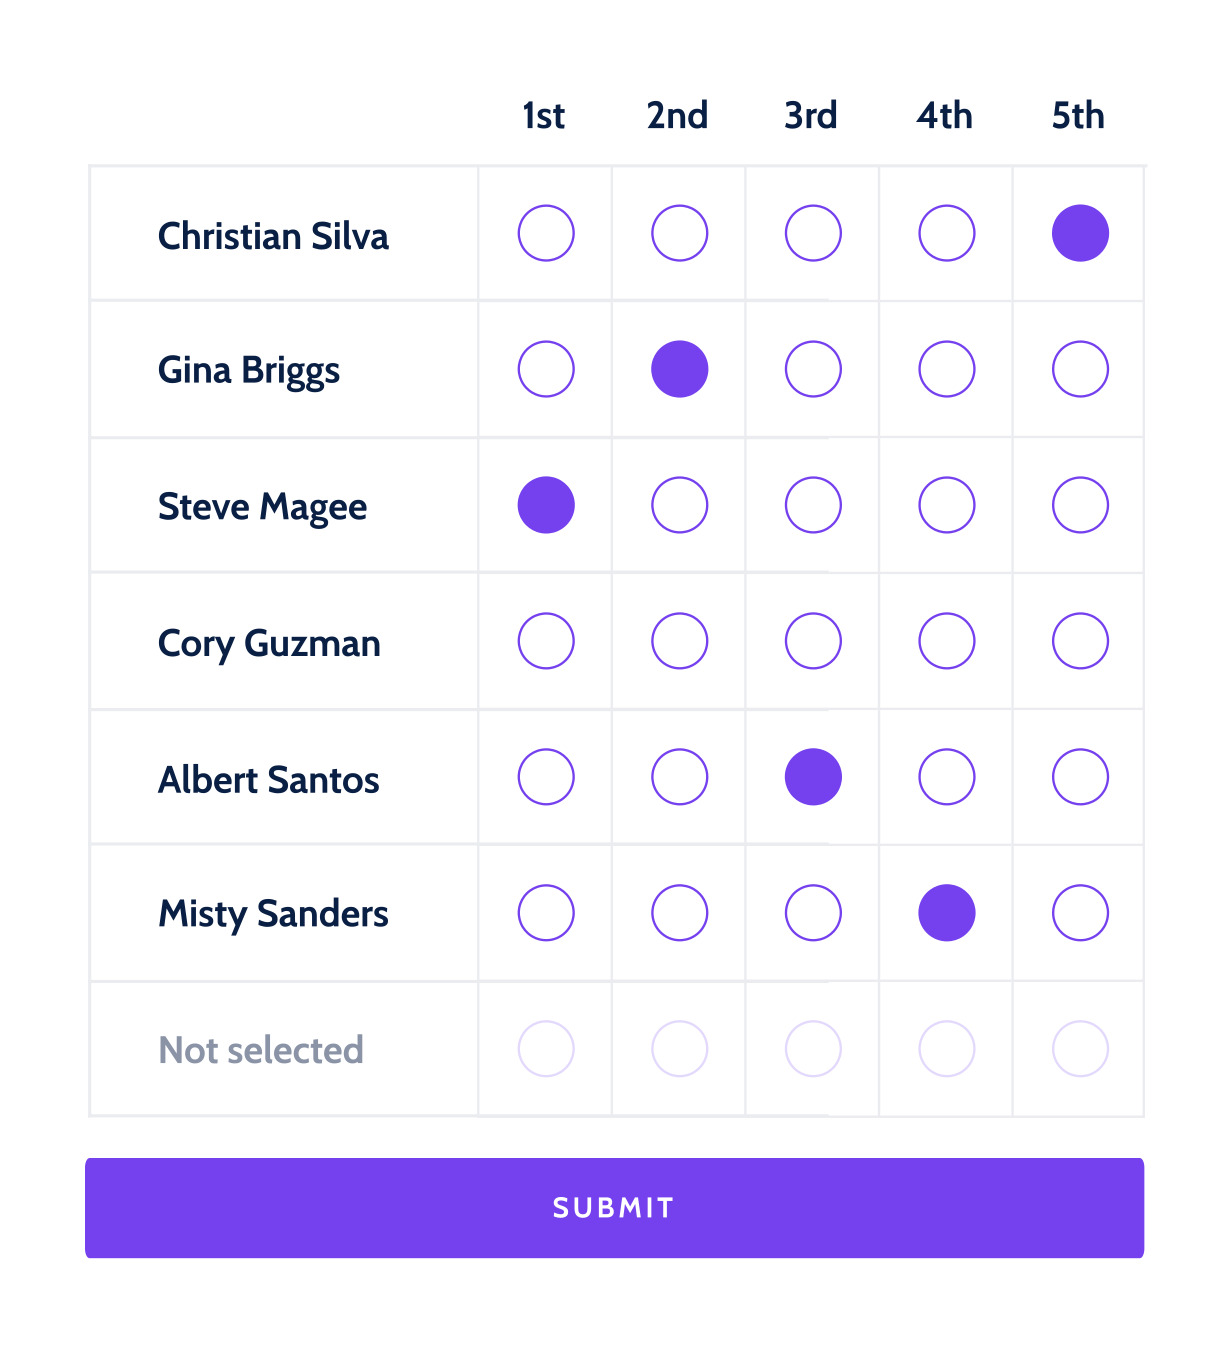 1st 2nd 3rd 4th 5th
Christian Silva
Gina Briggs
Steve Magee
Cory Guzman
Albert Santos
Misty Sanders
Not selected
SUBMIT